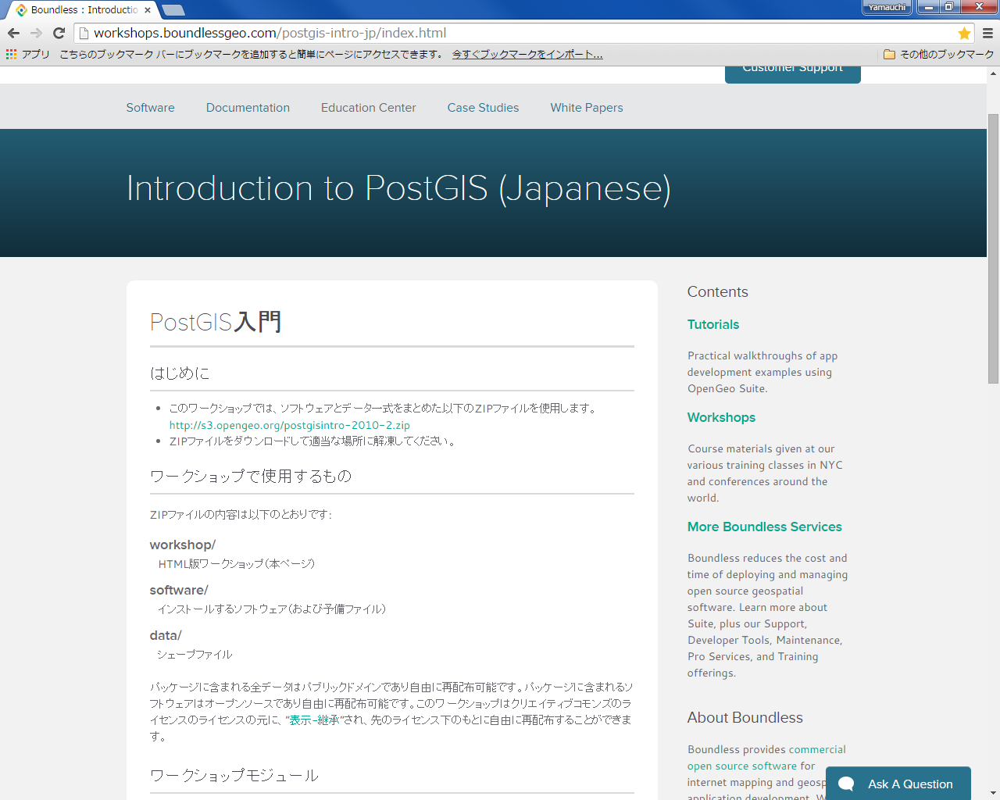 Boundless : Introductio
Yamauchi
workshops.boundlessgeo.com/postgis-intro-jp/index.html
アプリ こちらのブックマーク バーにブックマークを追加すると簡単にページにアクセスできます。 今すぐブックマークをインポート... その他のブックマーク
Customer Support
Software Documentation Education Center Case Studies White Papers
Introduction to PostGIS (Japanese)
PostGIS入門
はじめに
このワークショップでは、ソフトウェアとデータ一式をまとめた以下のZIPファイルを使用します。
http://s3.opengeo.org/postgisintro-2010-2.zip
ZIPファイルをダウンロードして適当な場所に解凍してください。
ワークショップで使用するもの
ZIPファイルの内容は以下のとおりです:
workshop/
HTML版ワークショップ（本ページ）
software/
インストールするソフトウェア（および予備ファイル）
data/
シェープファイル
パッケージに含まれる全データはパブリックドメインであり自由に再配布可能です。パッケージに含まれるソ
フトウェアはオープンソースであり自由に再配布可能です。このワークショップはクリエイティブコモンズのラ
イセンスのライセンスの元に、”表示-継承”され、先のライセンス下のもとに自由に再配布することができま
す。
ワークショップモジュール
Contents
Tutorials
Practical walkthroughs of app
development examples using
OpenGeo Suite.
Workshops
Course materials given at our
various training classes in NYC
and conferences around the
world.
More Boundless Services
Boundless reduces the cost and
time of deploying and managing
open source geospatial
software. Learn more about
Suite, plus our Support,
Developer Tools, Maintenance,
Pro Services, and Training
offerings.
About Boundless
Boundless provides commercial
open source software for
internet mapping and geosp
application development. W
Ask A Question